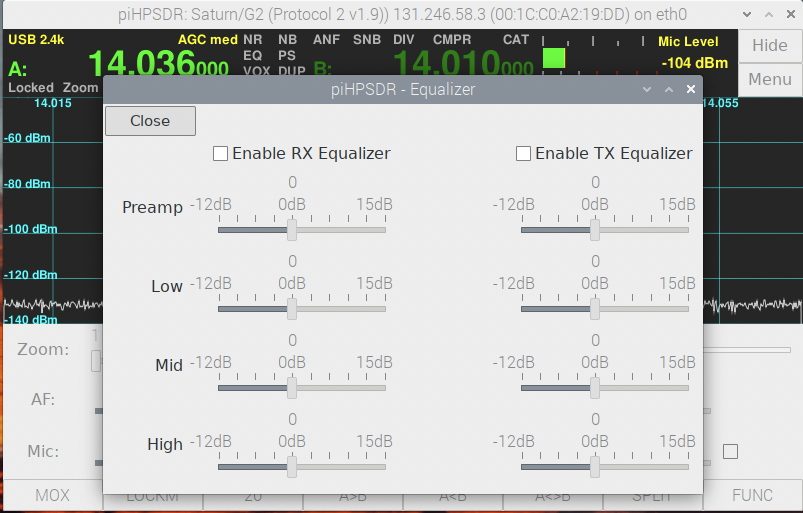 piHPSDR: Saturn/G2 (Protocol 2 v1.9)) 131.246.58.3 (00:1C:C0:A2:19:DD) on eth0
USB 2.4k AGC med NR NB ANF SNB DIV CMPR CAT Mic Level Hide
A: 14.036000 EQ PS B: 14.010000 -104 dBm
VOX DUP
Locked Zoom Menu
piHPSDR - Equalizer
14.015 14.055
Close
-60 dBm
Enable RX Equalizer Enable TX Equalizer
-80 dBm
0 0
Preamp -12dB 0dB 15dB -12dB 0dB 15dB
-100 dBm
0 0
-120 dBm
Low -12dB 0dB 15dB -12dB 0dB 15dB
-140 dBm
Zoom: 1
0 0
Mid -12dB 0dB 15dB -12dB 0dB 15dB
AF:
0 0
High -12dB 0dB 15dB -12dB 0dB 15dB
Mic:
MOX LOCKM 20 A>B A<B A<>B SPLIT FUNC